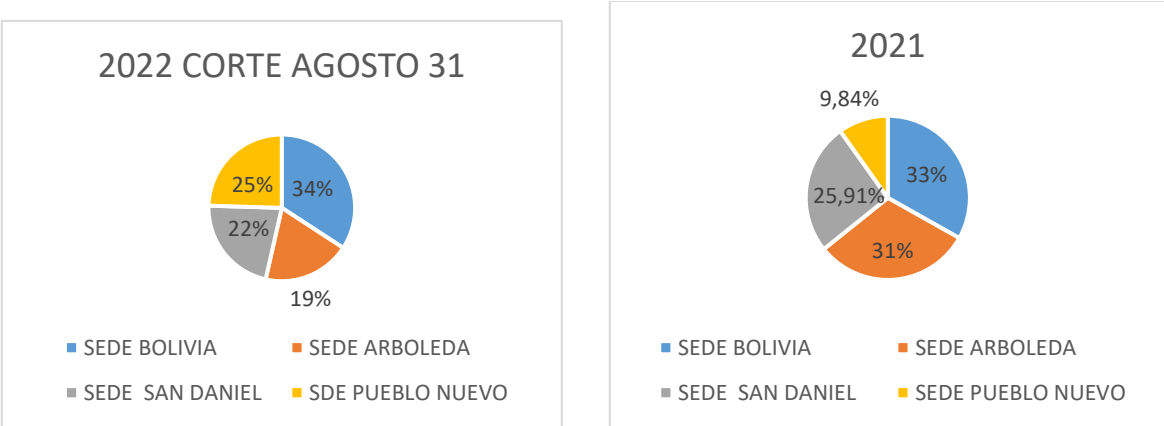 2022 CORTE AGOSTO 31
25%
34%
22%
19%
SEDE BOLIVIA
SEDE ARBOLEDA
SEDE  SAN DANIEL
SDE PUEBLO NUEVO
2021
9,84%
33%
25,91%
31%
SEDE BOLIVIA
SEDE ARBOLEDA
SEDE  SAN DANIEL
SEDE PUEBLO NUEVO